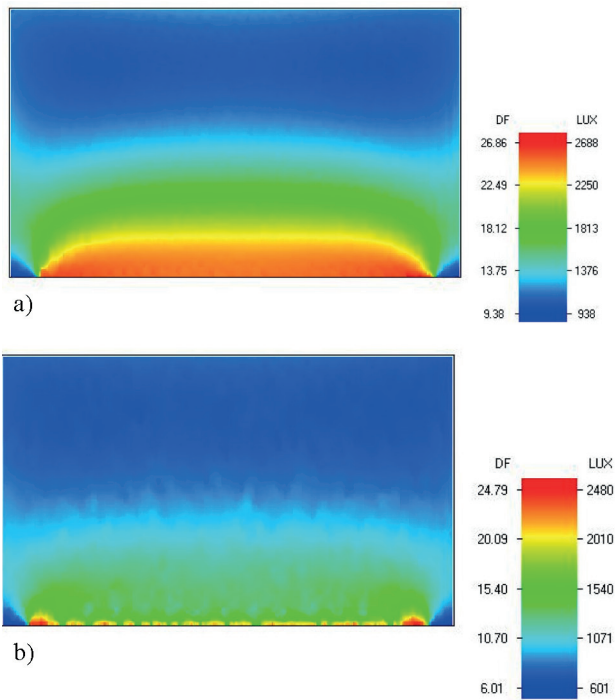 DF LUX
26.86 2688
22.49 2250
18.12 1813
13.75 1376
9.38 938
a)
DF LUX
24.79 2480
20.09 2010
15.40 1540
10.70 1071
6.01 601
b)